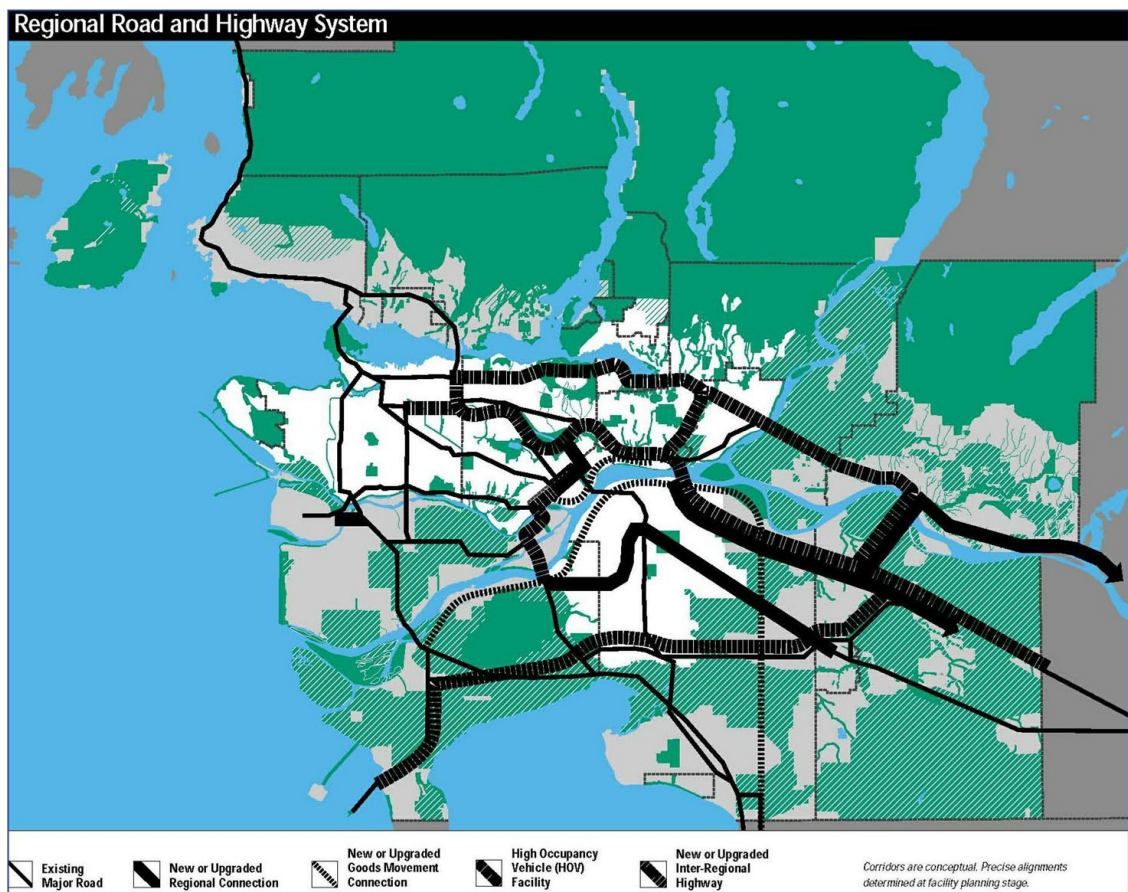 Regional Road and Highway System
Existing
Major Road
New or Upgraded
Regional Connection
New or Upgraded
Goods Movement
Connection
High Occupancy
Vehicle (HOV)
Facility
New or Upgraded
Inter-Regional
Highway
Corridors are conceptual. Precise alignments
determined at facility planning stage.